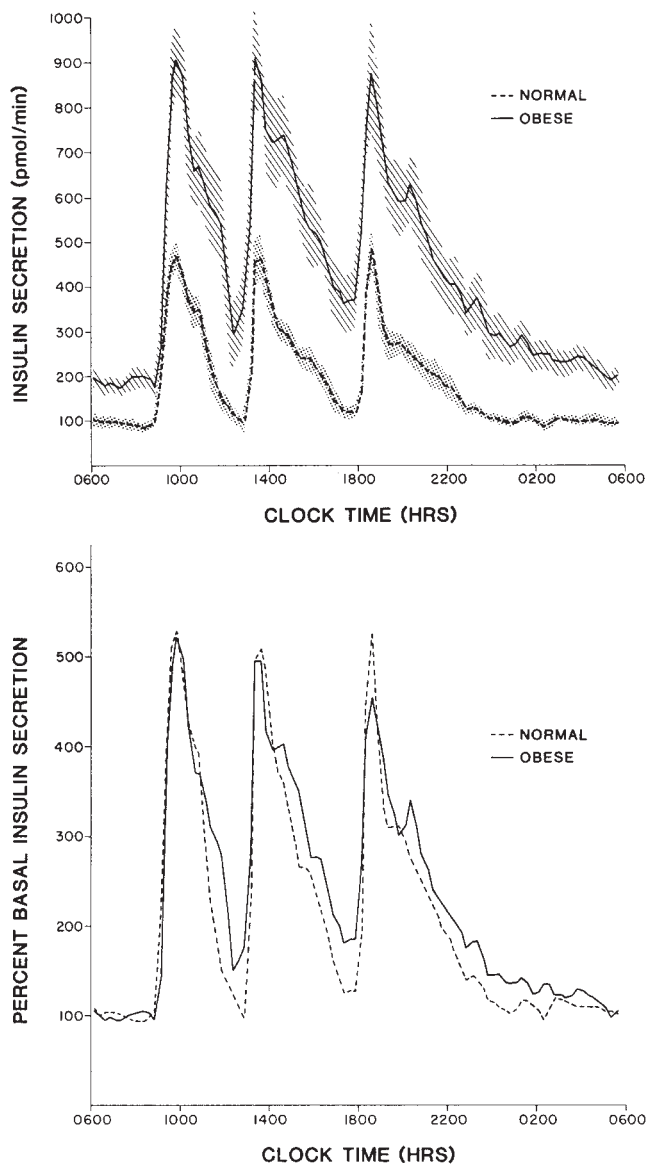 1000
900
800
700
600
500
400
300
200
100
INSULIN SECRETION (pmol/min)
NORMAL
OBESE
0600 1000 1400 1800 2200 0200 0600
CLOCK TIME (HRS)
600
500
400
300
200
100
PERCENT BASAL INSULIN SECRETION
NORMAL
OBESE
0600 1000 1400 1800 2200 0200 0600
CLOCK TIME (HRS)